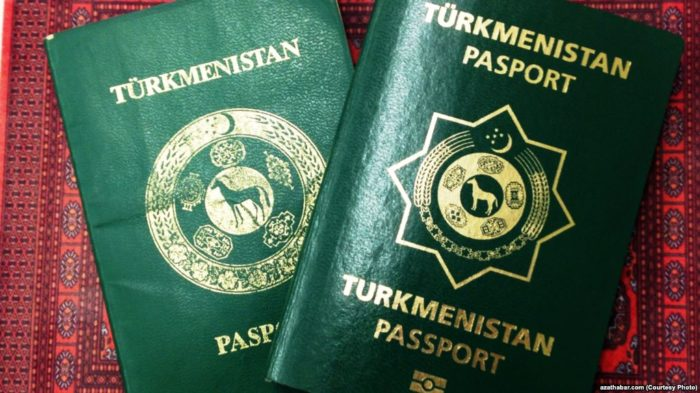 TÜRKMENISTAN
PASP
TÜRKMENISTAN
PASPORT
TURKMENISTAN
PASSPORT
azathabar.com (Courtesy Photo)